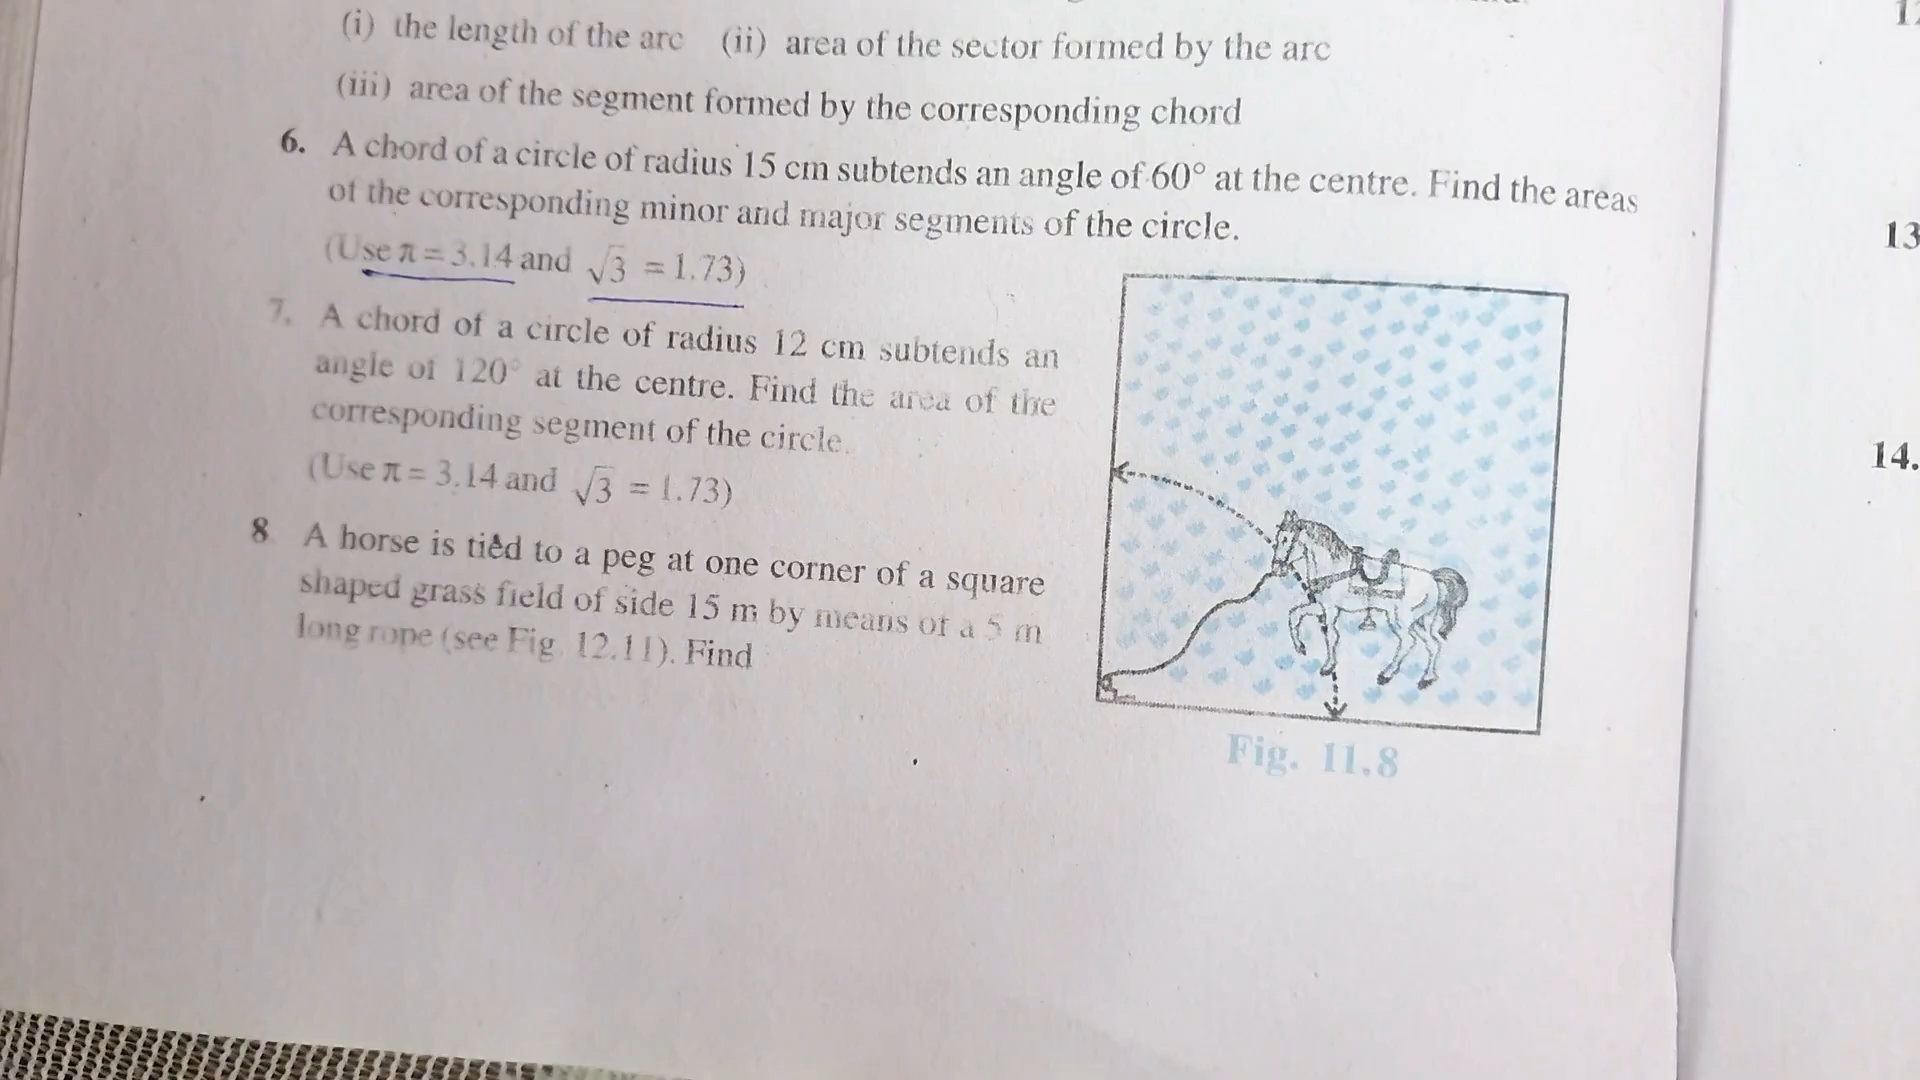 (i) the length of the arc (ii) area of the sector formed by the arc
(iii) area of the segment formed by the corresponding chord
6. A chord of a circle of radius 15 cm subtends an angle of 60° at the centre. Find the areas
of the corresponding minor and major segments of the circle.
(Use π = 3.14 and √3 = 1.73)
7. A chord of a circle of radius 12 cm subtends an
angle of 120° at the centre. Find the area of the
corresponding segment of the circle.
(Use π = 3.14 and √3 = 1.73)
8 A horse is tied to a peg at one corner of a square
shaped grass field of side 15 m by means of a 5 m
long rope (see Fig. 12.11). Find
Fig. 11.8
13
14.